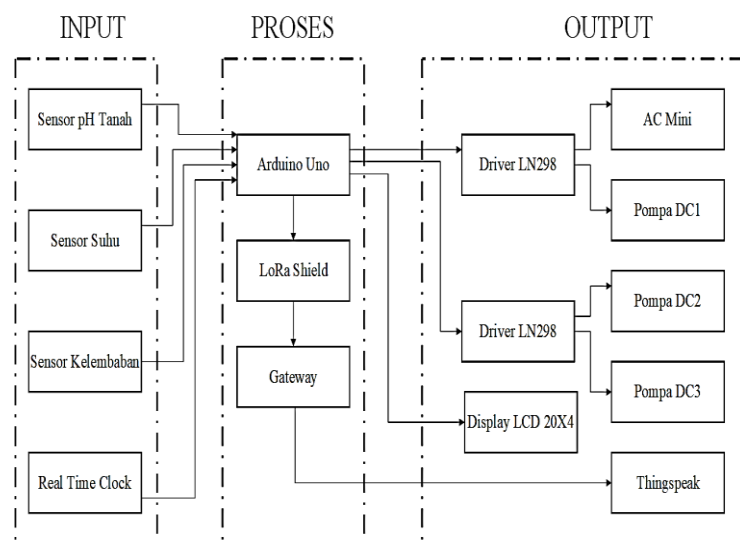 INPUT
PROSES
OUTPUT
Sensor pH Tanah
Sensor Suhu
Sensor Kelembaban
Real Time Clock
Arduino Uno
LoRa Shield
Gateway
Driver LN298
Driver LN298
Display LCD 20X4
AC Mini
Pompa DC1
Pompa DC2
Pompa DC3
Thingspeak